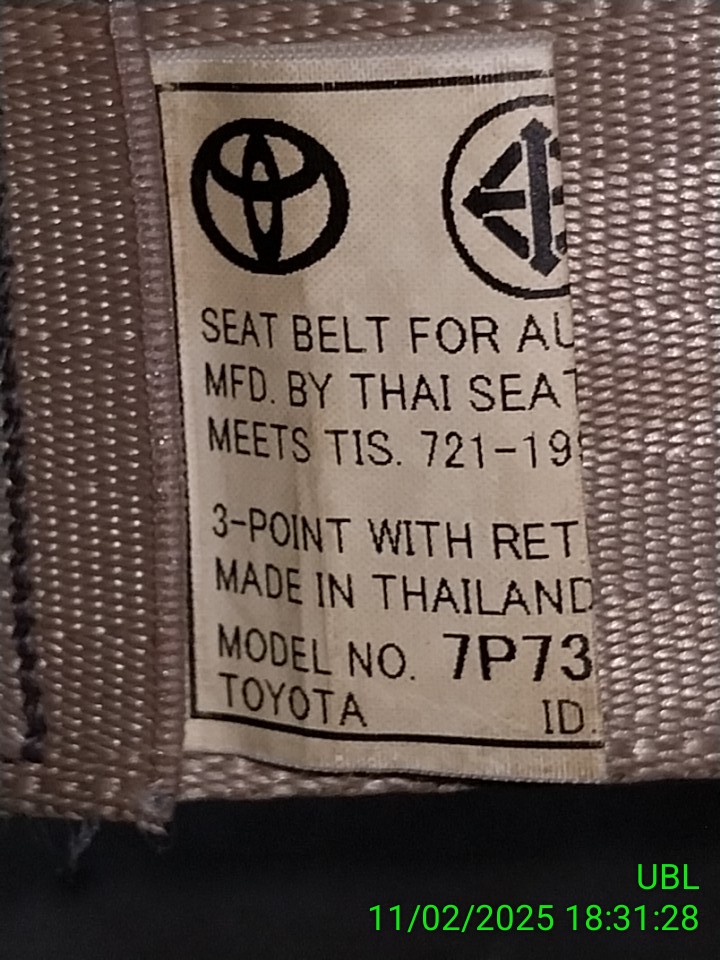 SEAT BELT FOR AU
MFD. BY THAI SEAT
MEETS TIS. 721-19
3-POINT WITH RET
MADE IN THAILAND
MODEL NO. 7P73
TOYOTA ID.
UBL
11/02/2025 18:31:28